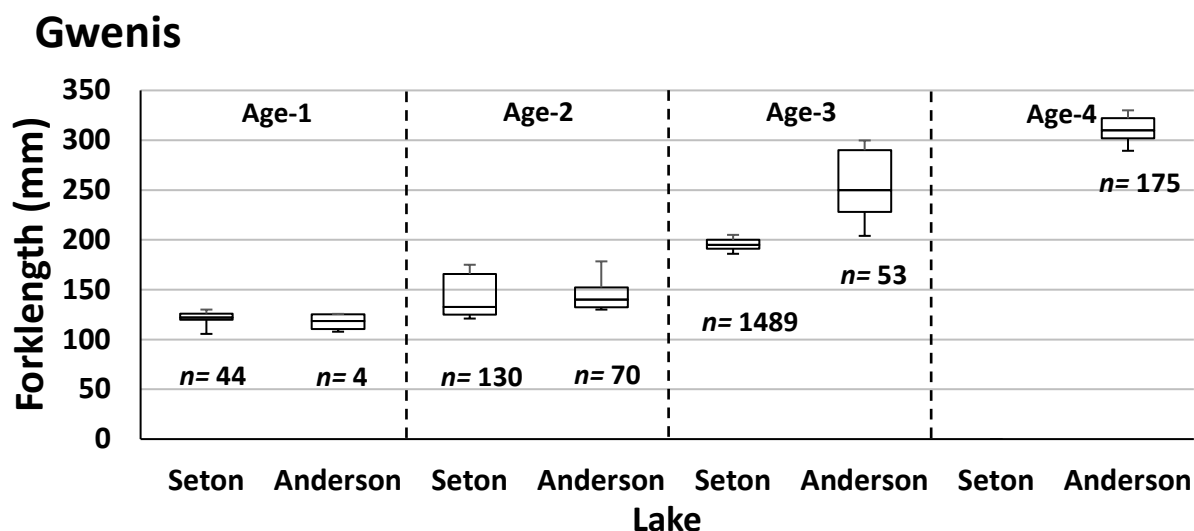 Gwenis
Forklength (mm)
350
300
250
200
150
100
50
0
Age-1
Age-2
Age-3
Age-4
n= 44
n= 4
n= 130
n= 70
n= 1489
n= 53
n= 175
Seton Anderson Seton Anderson Seton Anderson Seton Anderson
Lake